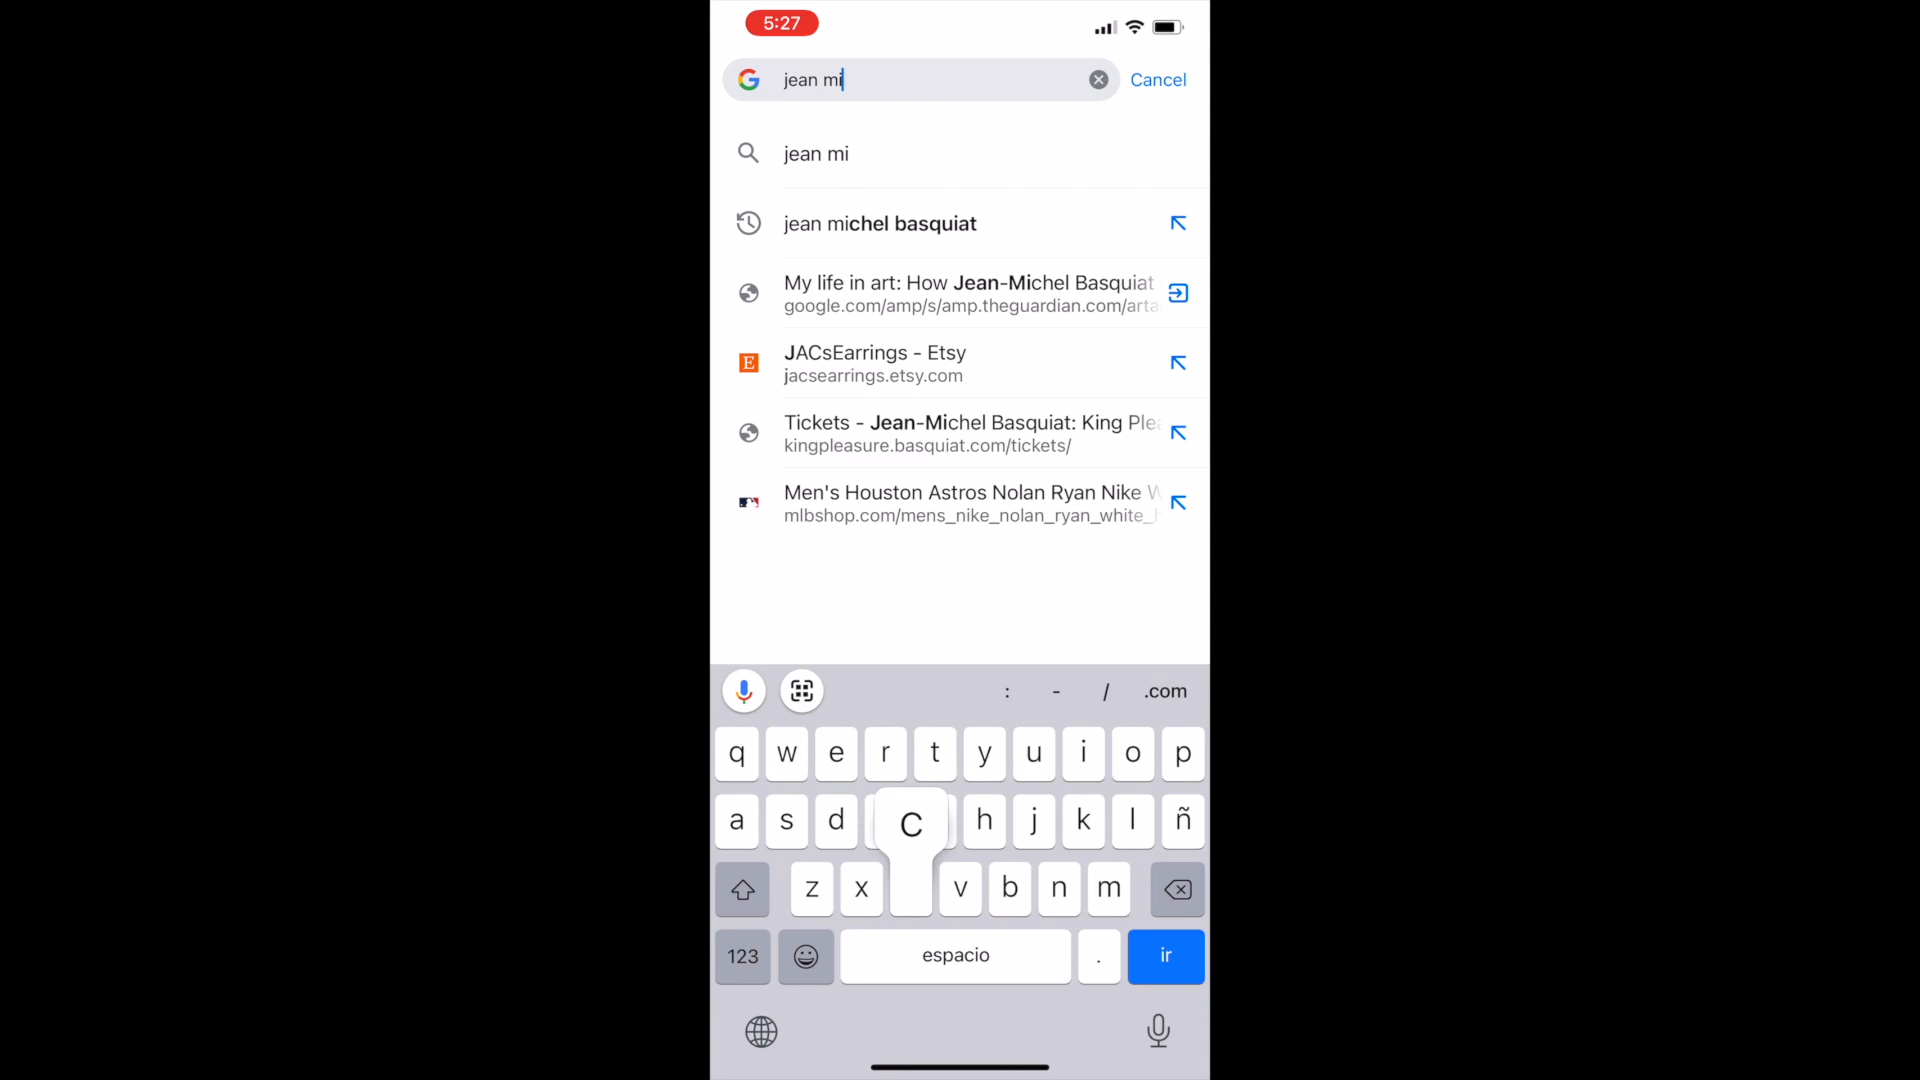 5:27
jean mi
Cancel
jean mi
jean michel basquiat
My life in art: How Jean-Michel Basquiat
google.com/amp/s/amp.theguardian.com/arta
E
JACsEarrings - Etsy
jacsearrings.etsy.com
Tickets - Jean-Michel Basquiat: King Plea
kingpleasure.basquiat.com/tickets/
Men's Houston Astros Nolan Ryan Nike W
mlbshop.com/mens_nike_nolan_ryan_white_h
: - / .com
q w e r t y u i o p
a s d c h j k l ñ
z x v b n m
123 espacio . ir